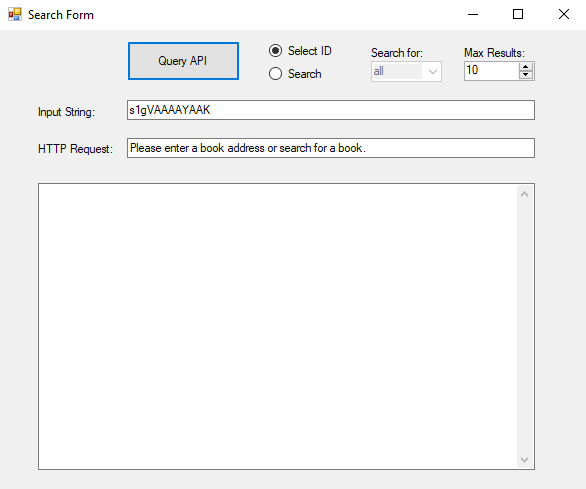 Search Form
Query API
Select ID
Search
Search for:
all
Max Results:
10
Input String:
s1gVAAAAYAAK
HTTP Request:
Please enter a book address or search for a book.